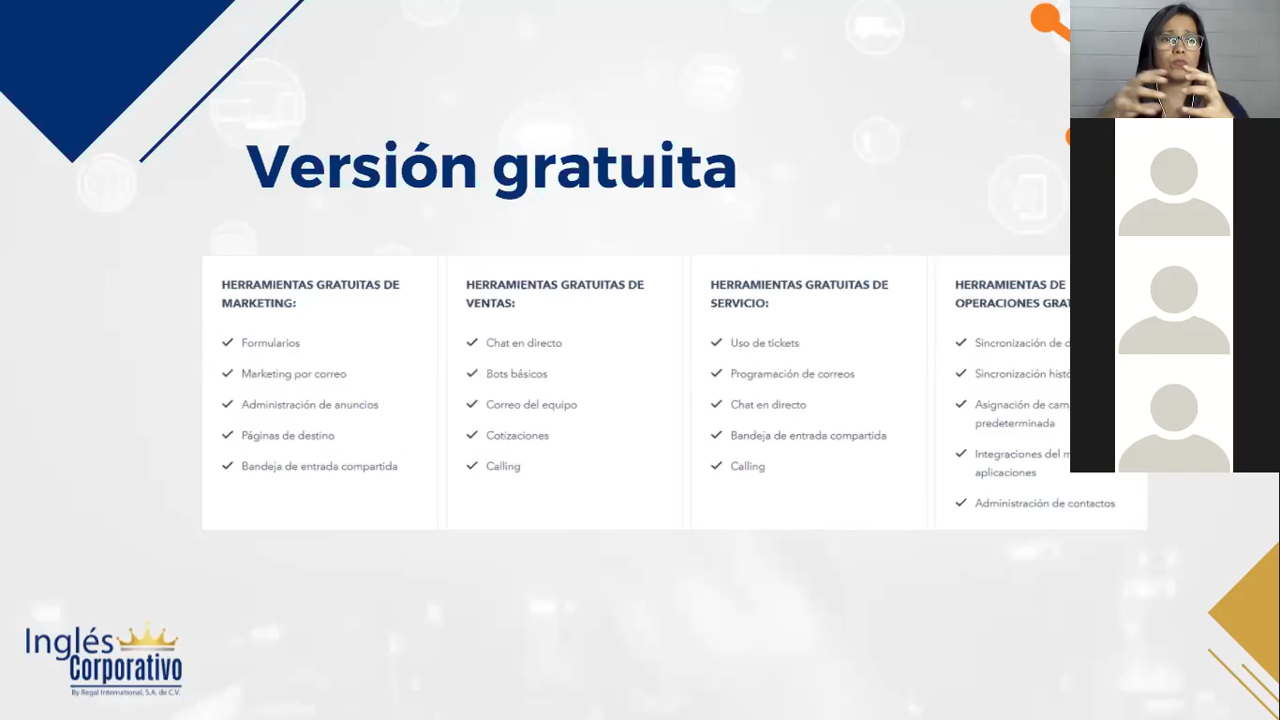 Versión gratuita
HERRAMIENTAS GRATUITAS DE
MARKETING:
Formularios
Marketing por correo
Administración de anuncios
Páginas de destino
Bandeja de entrada compartida
HERRAMIENTAS GRATUITAS DE
VENTAS:
Chat en directo
Bots básicos
Correo del equipo
Cotizaciones
Calling
HERRAMIENTAS GRATUITAS DE
SERVICIO:
Uso de tickets
Programación de correos
Chat en directo
Bandeja de entrada compartida
Calling
HERRAMIENTAS DE
OPERACIONES
Sincronización de
Sincronización
Asignación de
predeterminada
Integraciones del
aplicaciones
Administración de contactos
Inglés
Corporativo
By Regal International, S.A. de C.V.